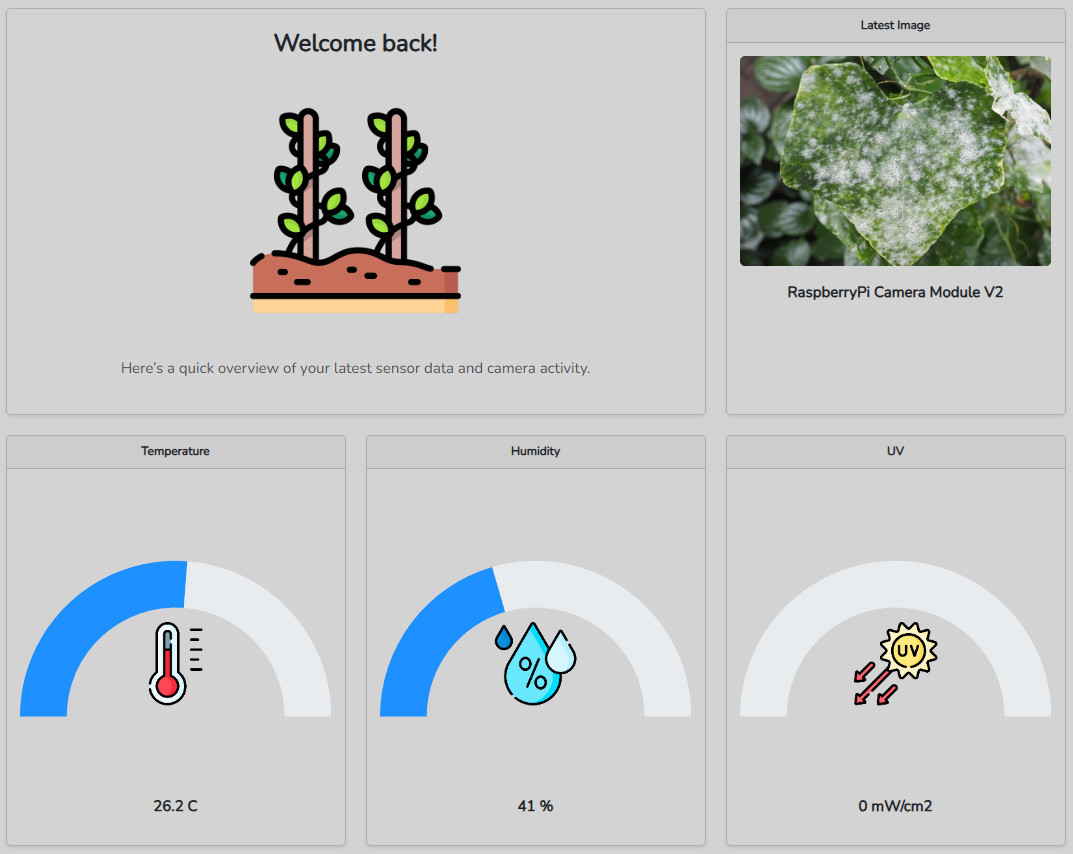 Welcome back!
Here's a quick overview of your latest sensor data and camera activity.
Latest Image
RaspberryPi Camera Module V2
Temperature
26.2 C
Humidity
%
41 %
UV
UV
0 mW/cm2